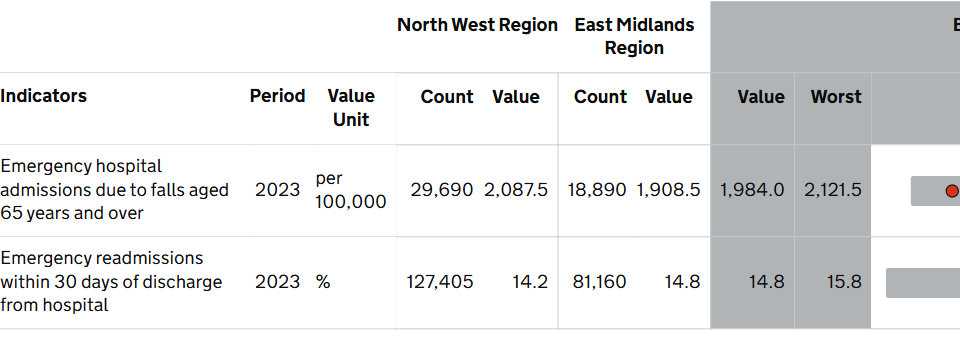 North West Region East Midlands Region
Indicators Period Value Unit Count Value Count Value Value Worst
Emergency hospital admissions due to falls aged 65 years and over 2023 per 100,000 29,690 2,087.5 18,890 1,908.5 1,984.0 2,121.5
Emergency readmissions within 30 days of discharge from hospital 2023 % 127,405 14.2 81,160 14.8 14.8 15.8